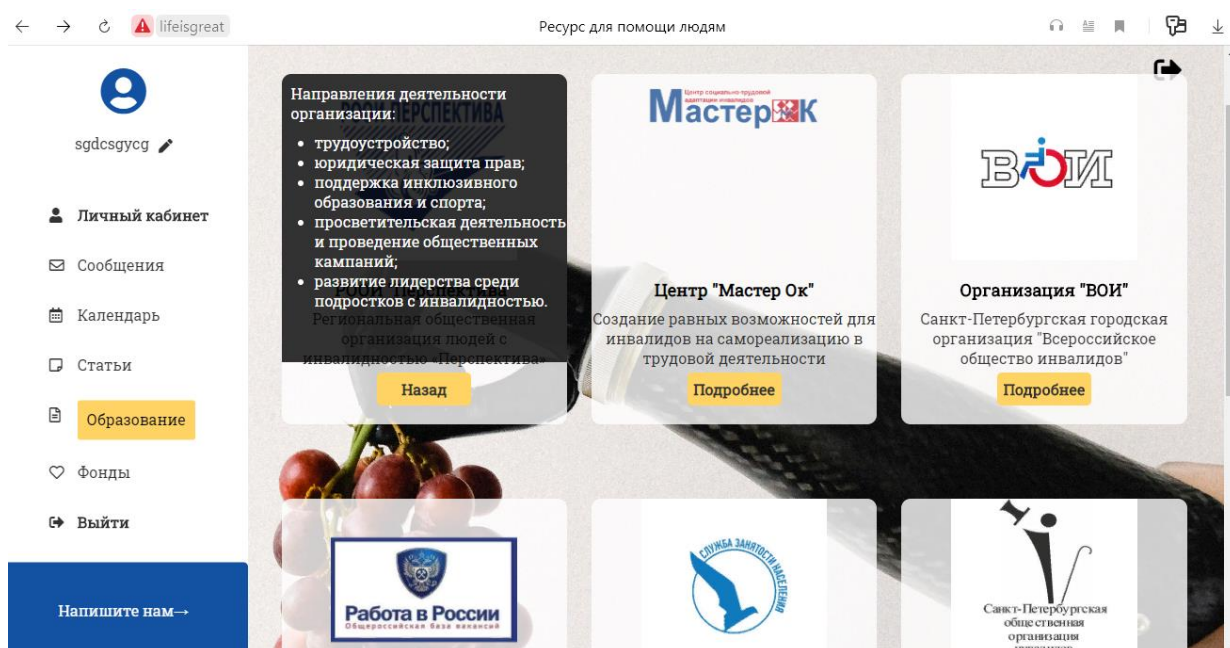 lifeisgreat
Ресурс для помощи людям
sgdcsgycg
Личный кабинет
Сообщения
Календарь
Статьи
Образование
Фонды
Выйти
Напишите нам→
Направления деятельности
организации:
• трудоустройство;
• юридическая защита прав;
• поддержка инклюзивного
образования и спорта;
• просветительская деятельность
и проведение общественных
кампаний;
• развитие лидерства среди
подростков с инвалидностью.
РООИ ПЕРСПЕКТИВА
РООИ "Перспектива"
Региональная общественная
организация людей с
инвалидностью «Перспектива»
Назад
Центр социально трудовой
адаптации инвалидов
Мастер ОК
Центр "Мастер Ок"
Создание равных возможностей для
инвалидов на самореализацию в
трудовой деятельности
Подробнее
ВОИ
Организация "ВОИ"
Санкт-Петербургская городская
организация "Всероссийское
общество инвалидов"
Подробнее
Работа в России
Общероссийская база вакансий
СЛУЖБА ЗАНЯТОСТИ НАСЕЛЕНИЯ
Санкт-Петербургская
общественная
организация